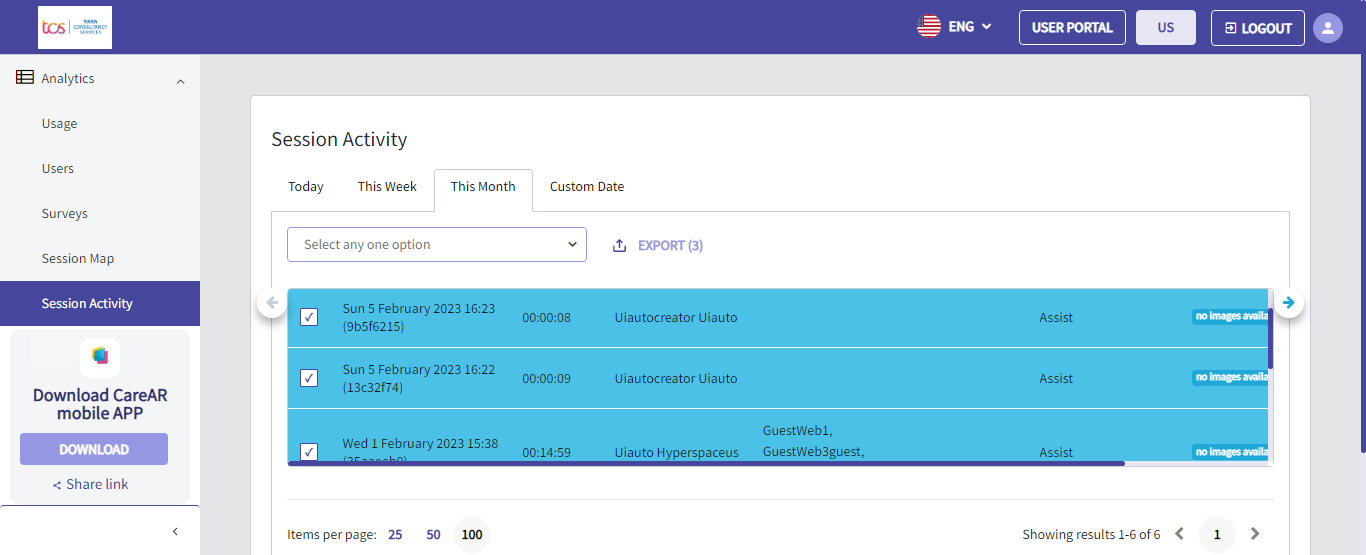 tcs TATA
CONSULTANCY
SERVICES
ENG
USER PORTAL
US
LOGOUT
Analytics
Usage
Users
Surveys
Session Map
Session Activity
Download CareAR
mobile APP
DOWNLOAD
Share link
Session Activity
Today This Week This Month Custom Date
Select any one option
EXPORT (3)
Sun 5 February 2023 16:23
(9b5f6215)
00:00:08
Uiautocreator Uiauto
Assist
no images availa
Sun 5 February 2023 16:22
(13c32f74)
00:00:09
Uiautocreator Uiauto
Assist
no images availa
Wed 1 February 2023 15:38
00:14:59
Uiauto Hyperspaceus
GuestWeb1,
GuestWeb3guest,
Assist
no images availa
Items per page: 25 50 100
Showing results 1-6 of 6
1